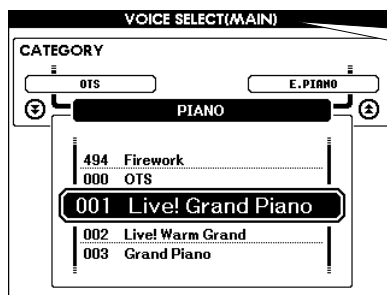 VOICE SELECT(MAIN)
CATEGORY
OTS
E.PIANO
PIANO
494 Firework
000 OTS
001 Live! Grand Piano
002 Live! Warm Grand
003 Grand Piano